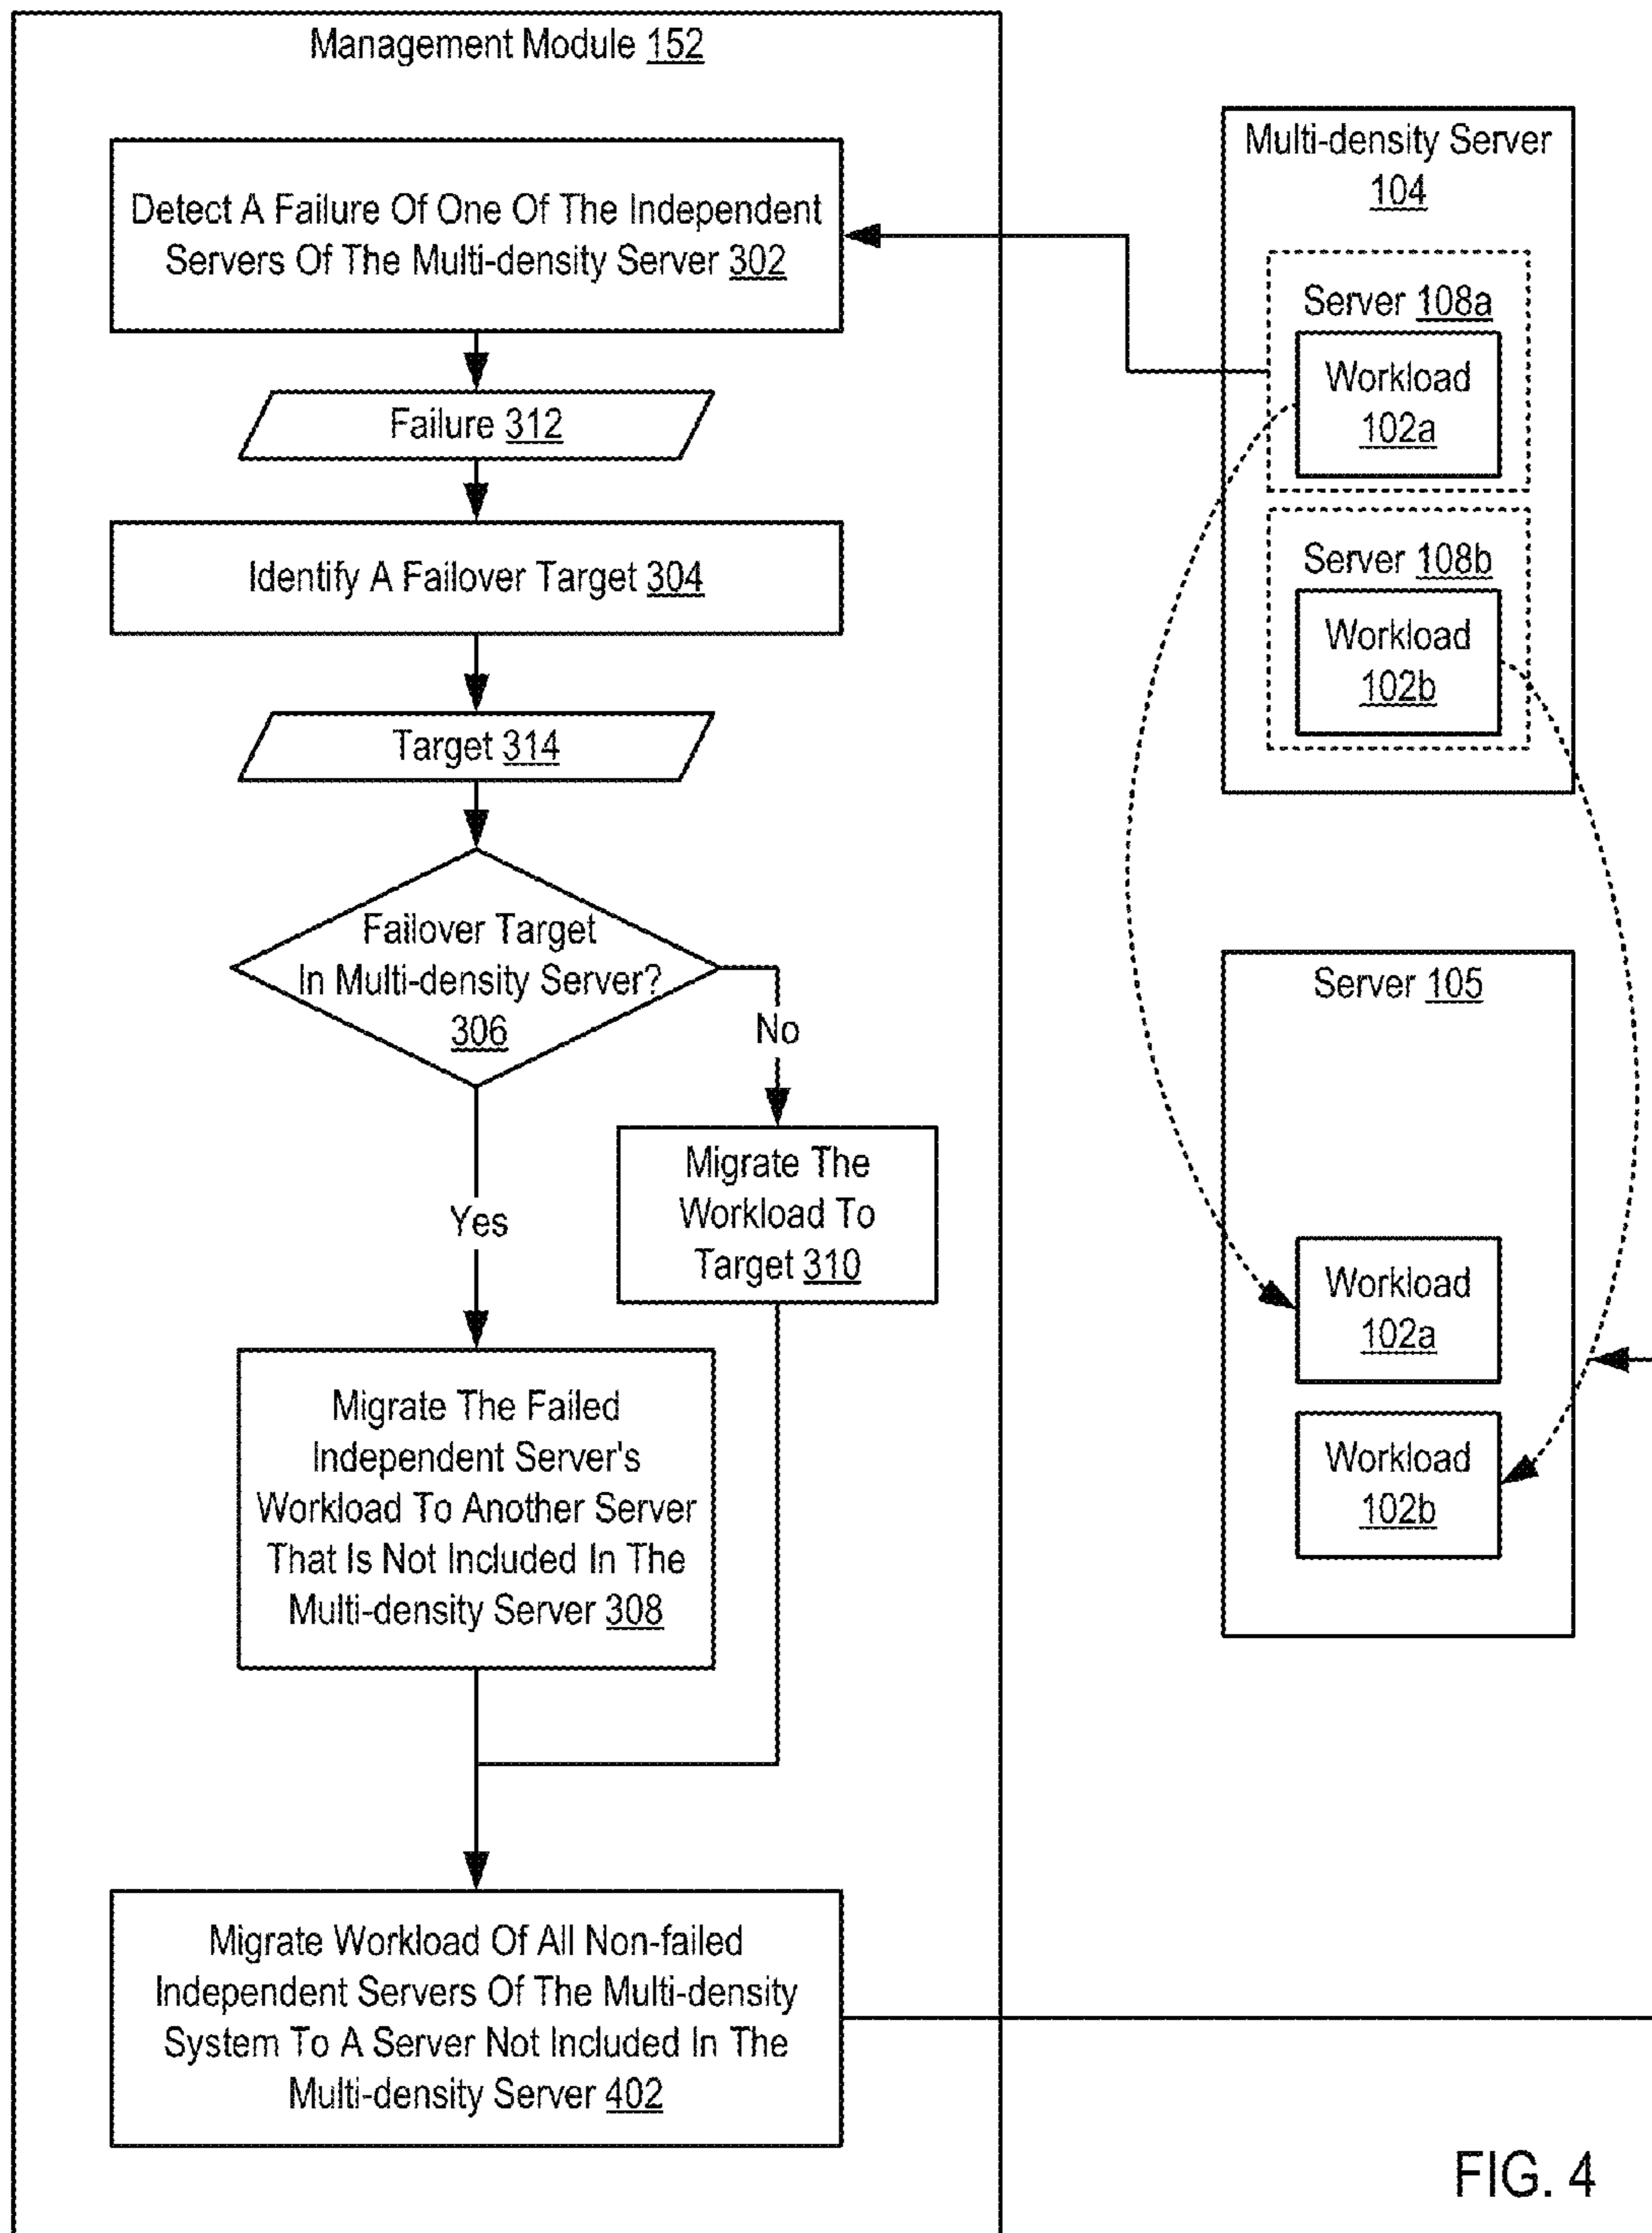 Management Module 152
Detect A Failure Of One Of The Independent
Servers Of The Multi-density Server 302
Failure 312
Identify A Failover Target 304
Target 314
Failover Target
In Multi-density Server?
306
No
Yes
Migrate The
Workload To
Target 310
Migrate The Failed
Independent Server's
Workload To Another Server
That Is Not Included In The
Multi-density Server 308
Migrate Workload Of All Non-failed
Independent Servers Of The Multi-density
System To A Server Not Included In The
Multi-density Server 402
Multi-density Server
104
Server 108a
Workload
102a
Server 108b
Workload
102b
Server 105
Workload
102a
Workload
102b
FIG. 4